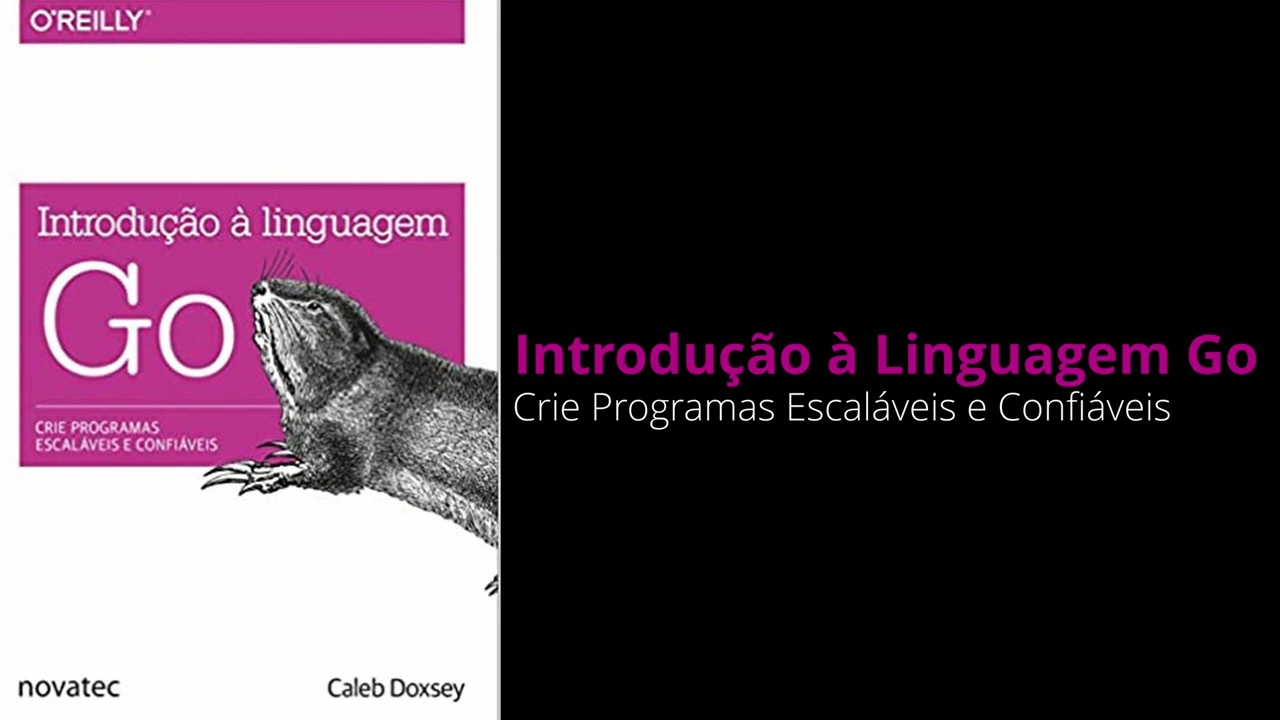 O'REILLY®
Introdução à linguagem
Go
CRIE PROGRAMAS
ESCALÁVEIS E CONFIÁVEIS
novatec
Caleb Doxsey
Introdução à Linguagem Go
Crie Programas Escaláveis e Confiáveis